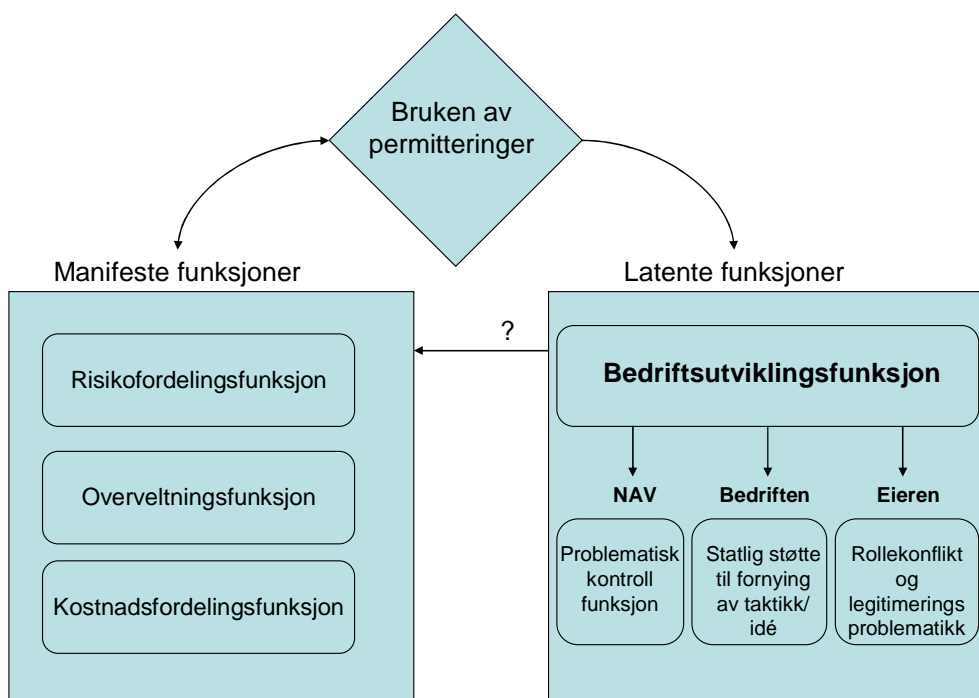 Bruken av
permitteringer
Manifeste funksjoner
Latente funksjoner
?
Risikofordelingsfunksjon
Overveltningsfunksjon
Kostnadsfordelingsfunksjon
Bedriftsutviklingsfunksjon
NAV
Bedriften
Eieren
Problematisk
kontroll
funksjon
Statlig støtte
til fornying
av taktikk/
idé
Rollekonflikt
og
legitimerings
problematikk